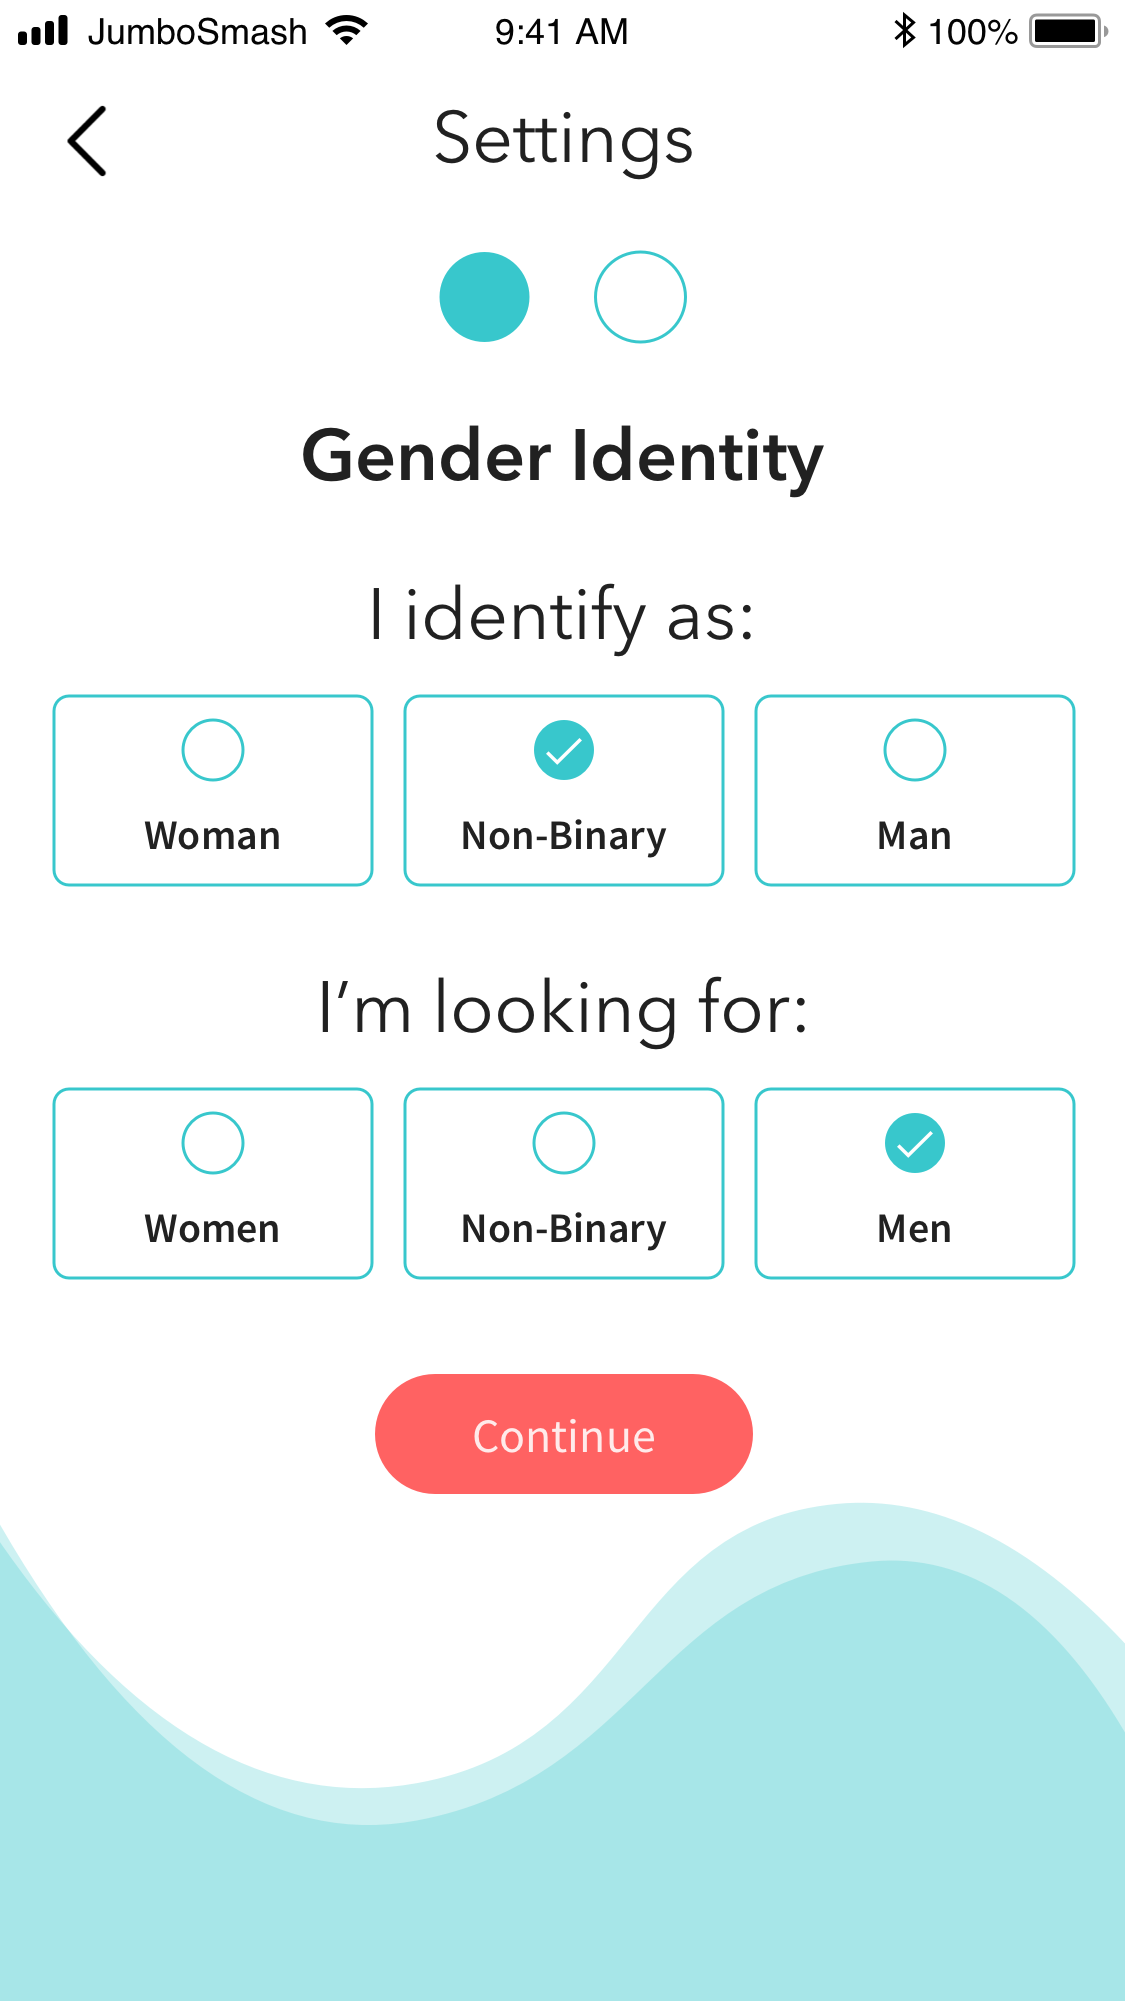 JumboSmash 9:41 AM 100%
Settings
Gender Identity
I identify as:
Woman Non-Binary Man
I’m looking for:
Women Non-Binary Men
Continue